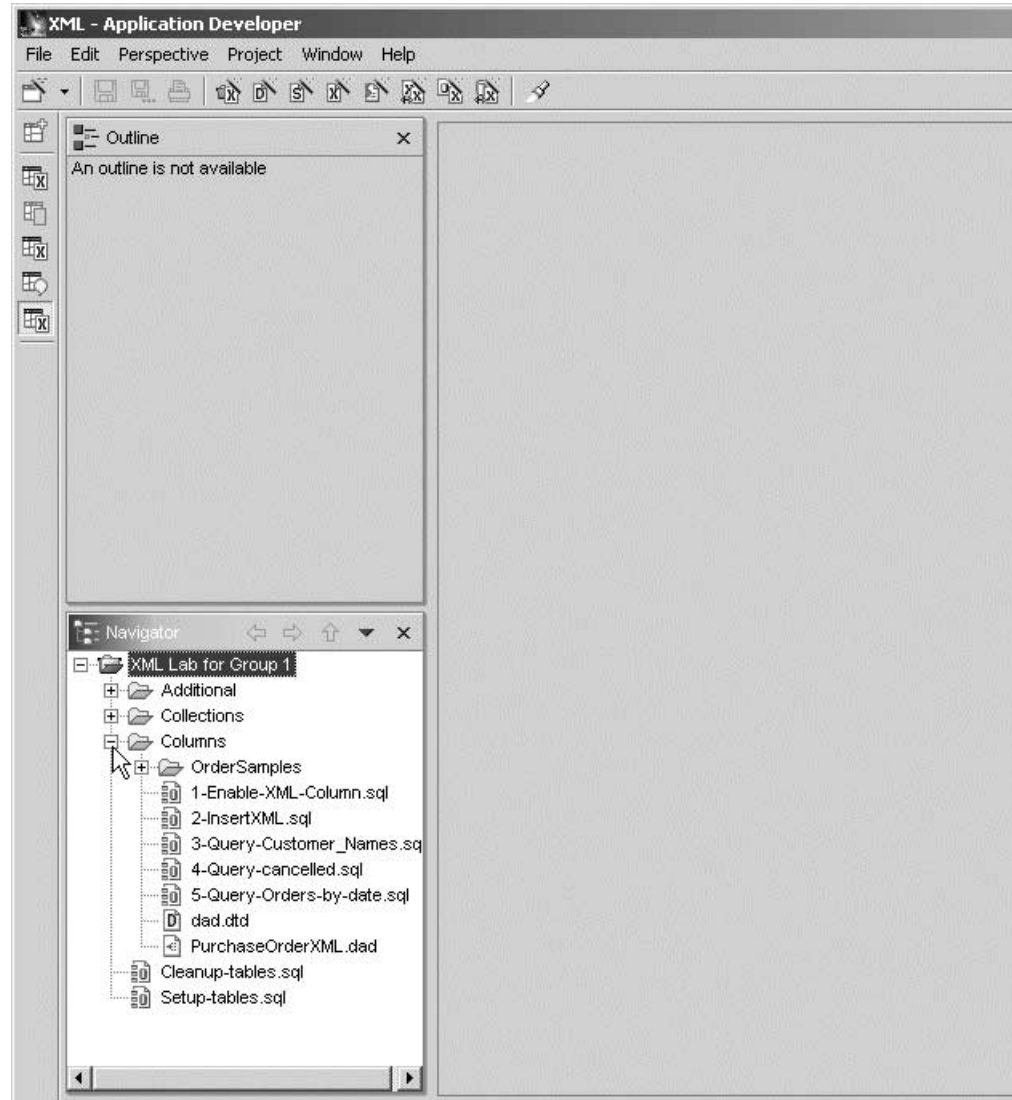 XML - Application Developer
File Edit Perspective Project Window Help
Outline
An outline is not available
Navigator
XML Lab for Group 1
Additional
Collections
Columns
OrderSamples
1-Enable-XML-Column.sql
2-InsertXML.sql
3-Query-Customer_Names.sq
4-Query-cancelled.sql
5-Query-Orders-by-date.sql
dad.dtd
PurchaseOrderXML.dad
Cleanup-tables.sql
Setup-tables.sql